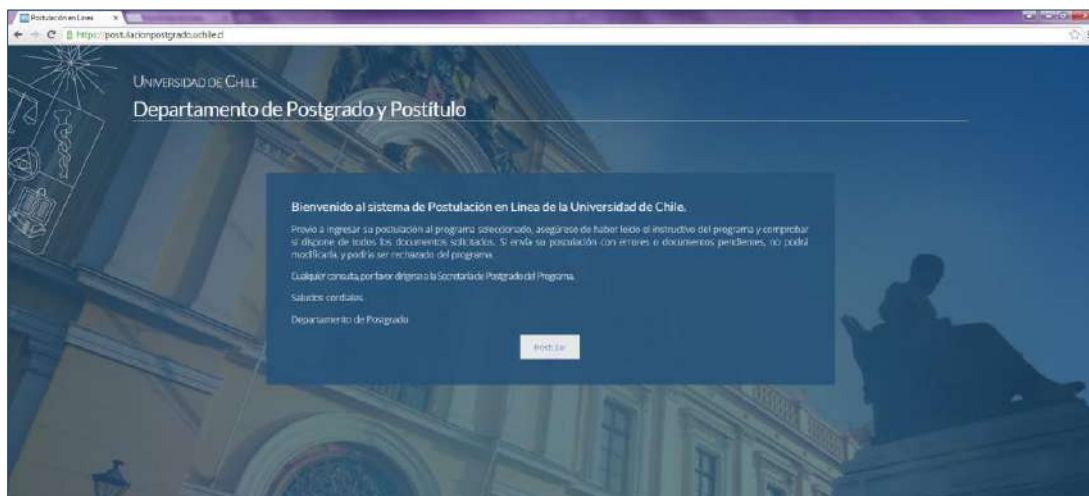 Postulación en Línea
https://postulacionpostgrado.uchile.cl
UNIVERSIDAD DE CHILE
Departamento de Postgrado y Postítulo
Bienvenido al sistema de Postulación en Línea de la Universidad de Chile.
Previo a ingresar su postulación al programa seleccionado, asegúrese de haber leído el instructivo del programa y comprobar
si dispone de todos los documentos solicitados. Si envía su postulación con errores o documentos pendientes, no podrá
modificarla, y podría ser rechazado del programa.
Cualquier consulta, por favor dirigirse a la Secretaría de Postgrado del Programa.
Saludos cordiales
Departamento de Postgrado
Postular